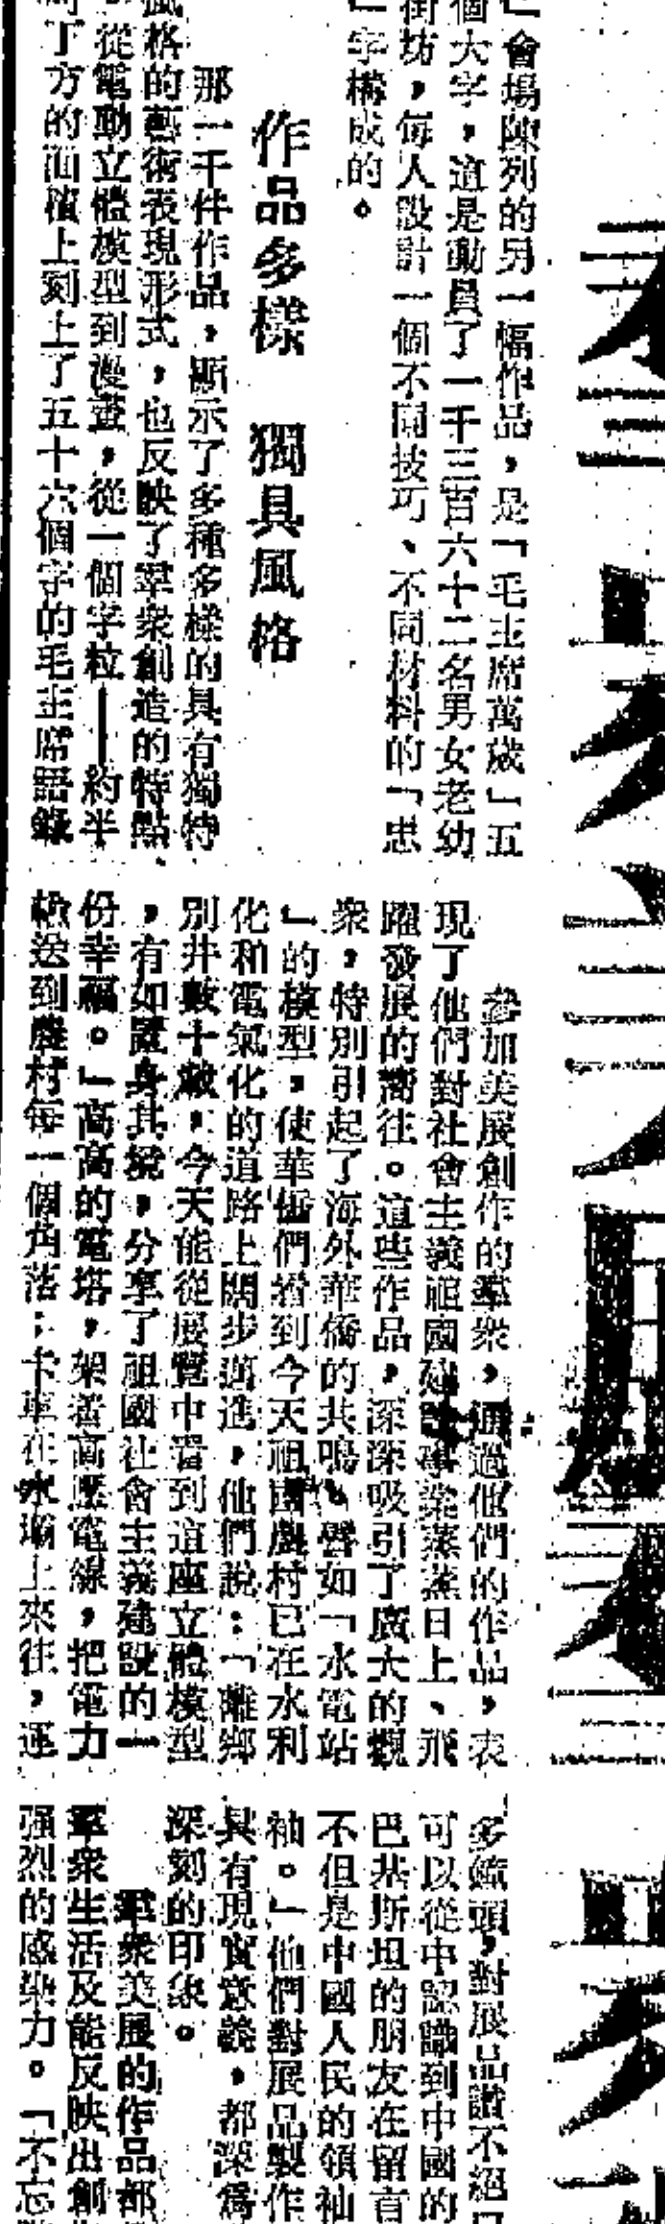 」會場陳列的另一幅作品，是「毛主席萬歲」五
個大字，這是動員了一千三百六十二名男女老幼
街坊，每人設計一個不同技巧、不同材料的「忠
」字構成的。
作品多樣　獨具風格
那一千件作品，顯示了多種多樣的具有獨特
風格的藝術表現形式，也反映了羣衆創造的特點，
從電動立體模型到漫畫，從一個字粒——約半
丁方的面積上刻上了五十六個字的毛主席語錄
參加美展創作的羣衆，通過他們的作品，表
現了他們對社會主義祖國建設事業蒸蒸日上、飛
躍發展的嚮往。這些作品，深深吸引了廣大的觀
衆，特別引起了海外華僑的共鳴。譬如「水電站
」的模型，使華僑們看到今天祖國農村已在水利
化和電氣化的道路上闊步邁進，他們說：「離鄉
別井數十載，今天能從展覽中看到這座立體模型
，有如置身其境，分享了祖國社會主義建設的一
份幸福。」高高的電塔，架着高壓電線，把電力
輸送到農村每一個角落；卡車在水壩上來往，運
多鏡頭，對展品讚不絕口
可以從中認識到中國的
巴基斯坦的朋友在留言
不但是中國人民的領袖
袖。」他們對展品製作
具有現實意義，都深爲
深刻的印象。
羣衆美展的作品都
羣衆生活及能反映出創
强烈的感染力。「不忘